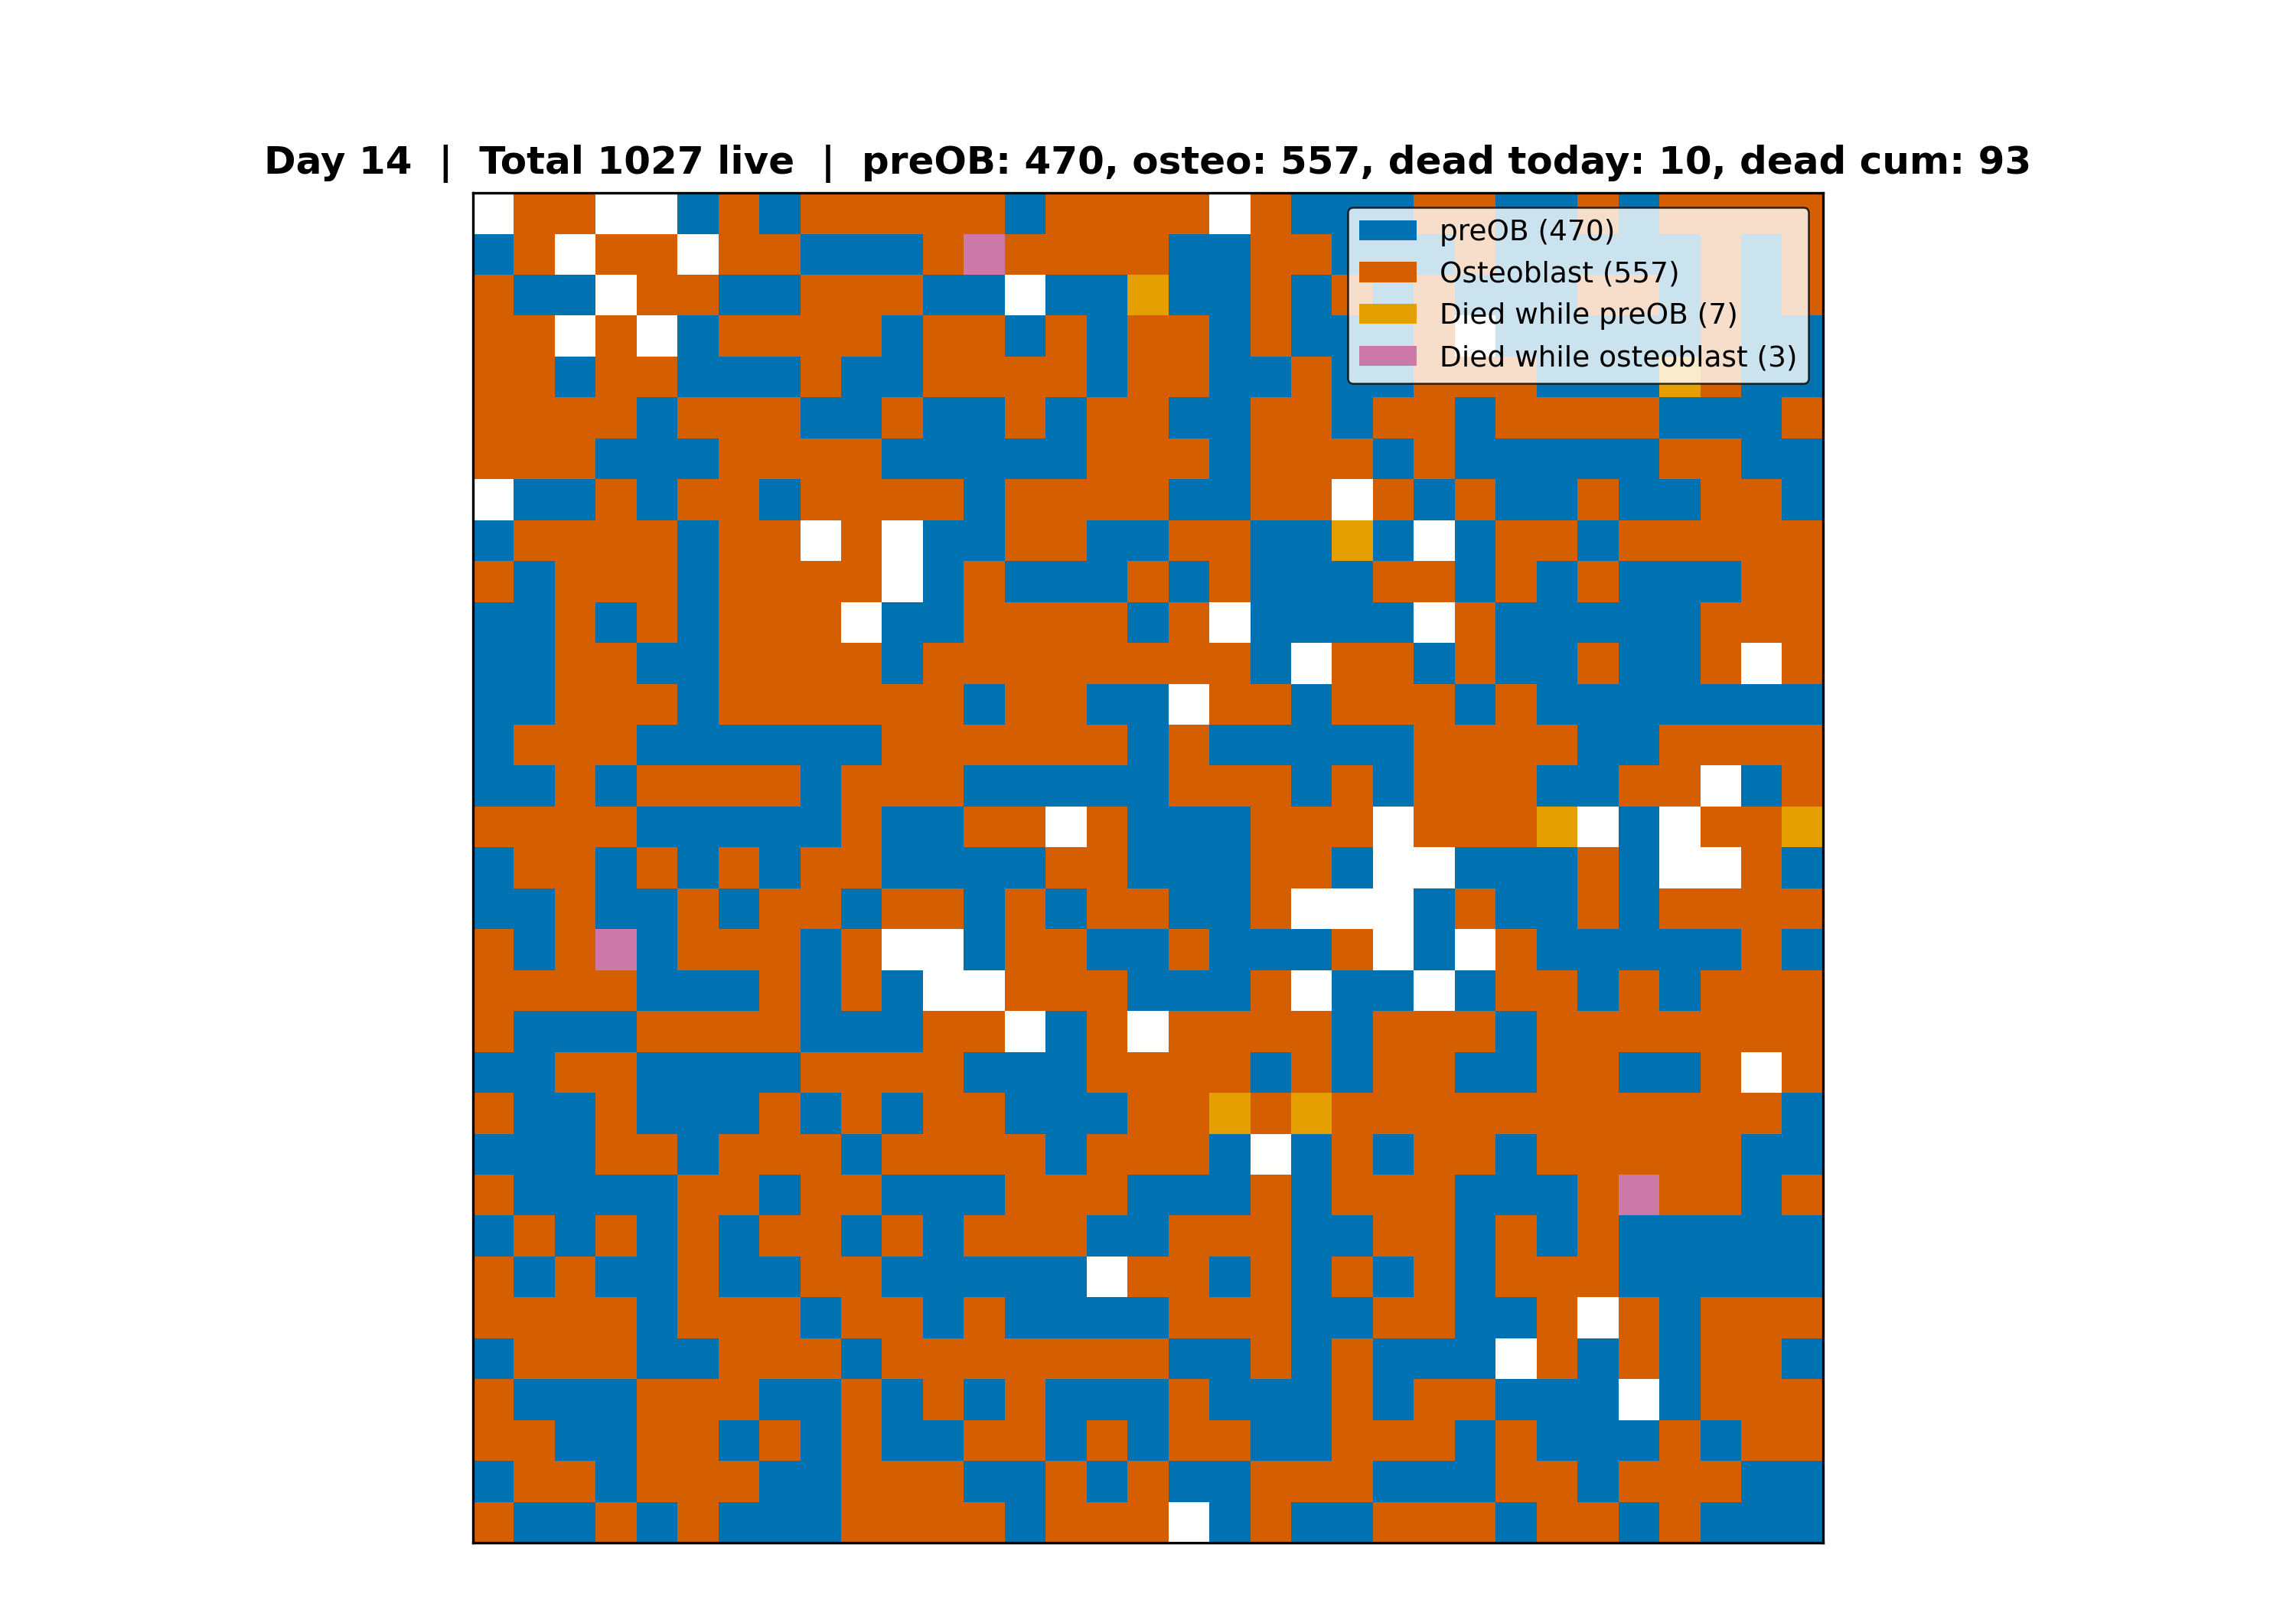 Day 14 | Total 1027 live | preOB: 470, osteo: 557, dead today: 10, dead cum: 93
preOB (470)
Osteoblast (557)
Died while preOB (7)
Died while osteoblast (3)